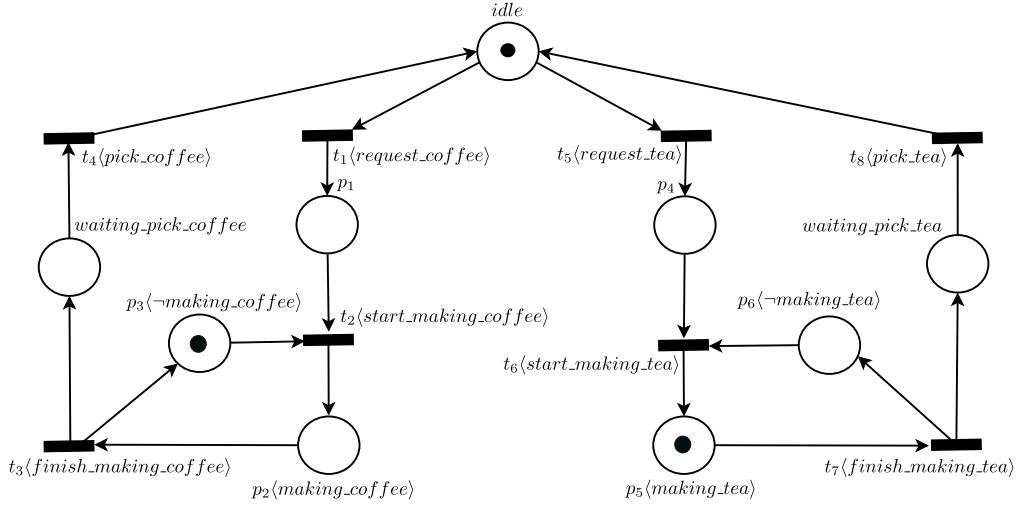 idle
t₄⟨pick_coffee⟩
t₁⟨request_coffee⟩
t₅⟨request_tea⟩
t₈⟨pick_tea⟩
p₁
p₄
waiting_pick_coffee
waiting_pick_tea
p₃⟨¬making_coffee⟩
p₆⟨¬making_tea⟩
t₂⟨start_making_coffee⟩
t₆⟨start_making_tea⟩
t₃⟨finish_making_coffee⟩
t₇⟨finish_making_tea⟩
p₂⟨making_coffee⟩
p₅⟨making_tea⟩